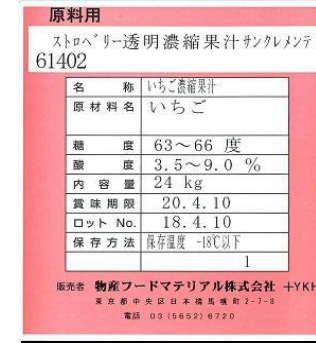 原料用
ストロベリー透明濃縮果汁サンクレメンテ
61402
名 称 いちご濃縮果汁
原材料名 いちご
糖 度 63～66 度
酸 度 3.5～9.0 %
内 容 量 24 kg
賞味期限 20.4.10
ロット No. 18.4.10
保存方法 保存温度 -18℃以下
1
販売者 物産フードマテリアル株式会社 +YKH
東京都中央区日本橋馬喰町2-7-8
電話 03 (5652) 6720